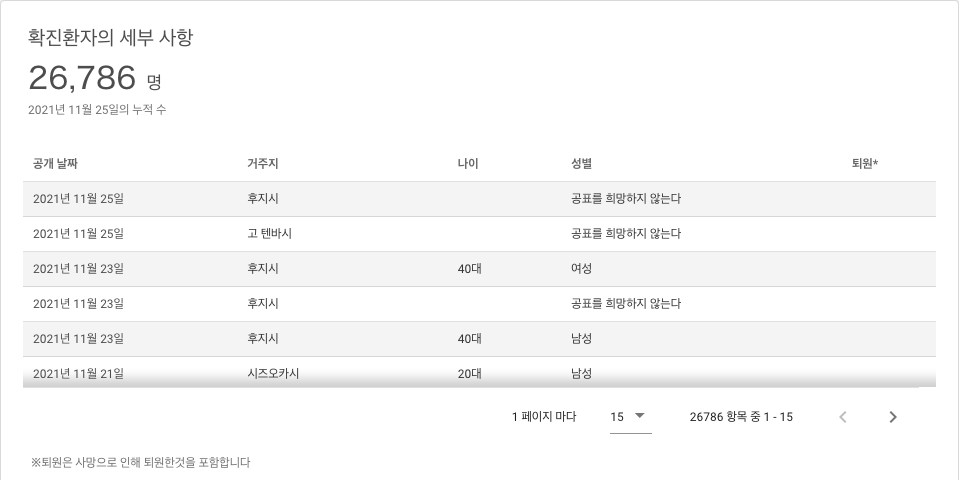 확진환자의 세부 사항
26,786 명
2021년 11월 25일의 누적 수
공개 날짜 거주지 나이 성별 퇴원*
2021년 11월 25일 후지시 공표를 희망하지 않는다
2021년 11월 25일 고 텐바시 공표를 희망하지 않는다
2021년 11월 23일 후지시 40대 여성
2021년 11월 23일 후지시 공표를 희망하지 않는다
2021년 11월 23일 후지시 40대 남성
2021년 11월 21일 시즈오카시 20대 남성
1 페이지 마다 15 26786 항목 중 1 - 15
※퇴원은 사망으로 인해 퇴원한것을 포함합니다